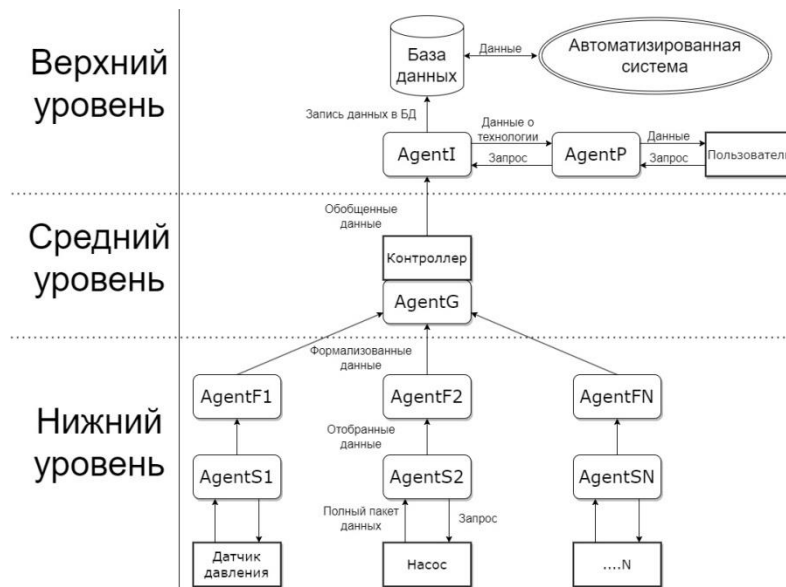 Верхний
уровень
База
данных
Данные
Автоматизированная
система
Запись данных в БД
AgentI
Данные о
технологии
Запрос
AgentP
Данные
Запрос
Пользователь
Средний
уровень
Обобщенные
данные
Контроллер
AgentG
Нижний
уровень
Формализованные
данные
AgentF1
AgentF2
AgentFN
Отобранные
данные
AgentS1
AgentS2
AgentSN
Полный пакет
данных
Запрос
Датчик
давления
Насос
....N